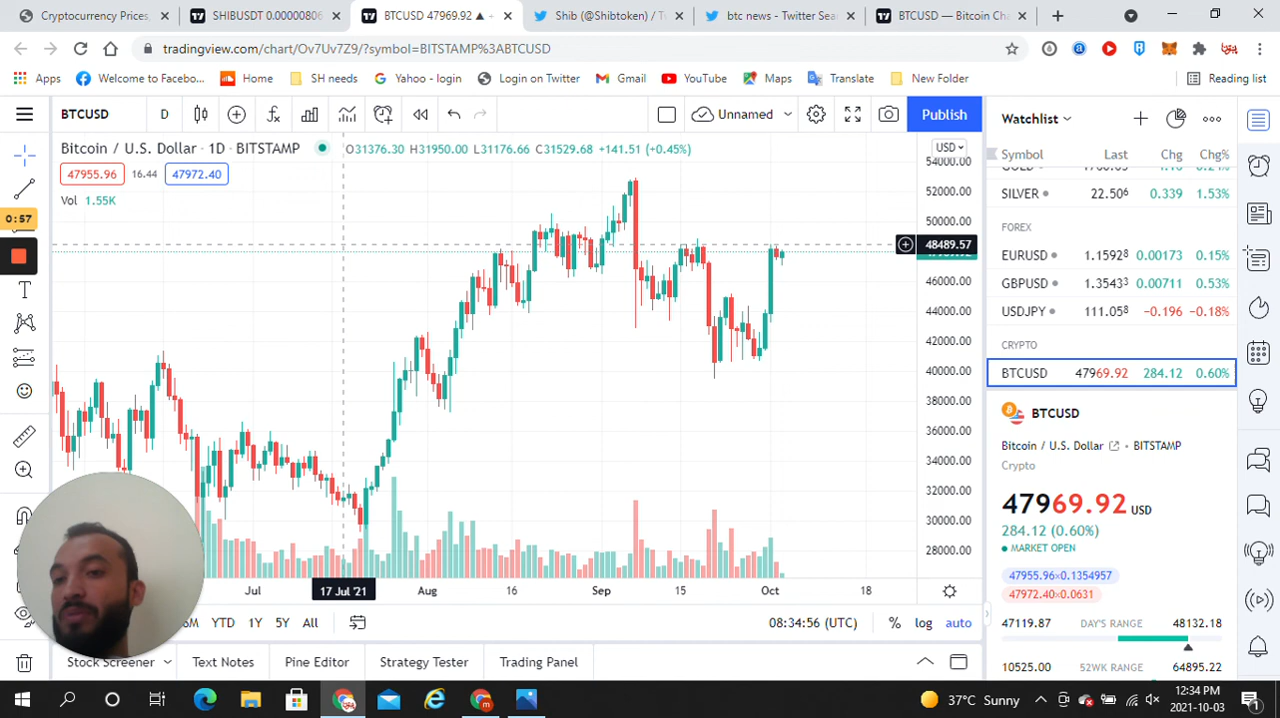 Cryptocurrency Prices,
SHIBUSDT 0.00000806
BTCUSD 47969.92 ▲
Shib (@Shibtoken) / Tw
btc news - Twitter Sear
BTCUSD — Bitcoin Cha
tradingview.com/chart/Ov7Uv7Z9/?symbol=BITSTAMP%3ABTCUSD
Apps
Welcome to Facebo...
Home
SH needs
Yahoo - login
Login on Twitter
Gmail
YouTube
Maps
Translate
New Folder
Reading list
BTCUSD
D
Unnamed
Publish
Watchlist
Bitcoin / U.S. Dollar · 1D · BITSTAMP
O31376.30 H31950.00 L31176.66 C31529.68 +141.51 (+0.45%)
USD
47955.96 16.44 47972.40
Vol 1.55K
0:57
54000.00
52000.00
50000.00
48489.57
46000.00
44000.00
42000.00
40000.00
38000.00
36000.00
34000.00
32000.00
30000.00
28000.00
Jul
17 Jul '21
Aug
16
Sep
15
Oct
18
YTD
1Y
5Y
All
08:34:56 (UTC)
%
log
auto
Stock Screener
Text Notes
Pine Editor
Strategy Tester
Trading Panel
Symbol Last Chg Chg%
SILVER 22.506 0.339 1.53%
FOREX
EURUSD 1.15928 0.00173 0.15%
GBPUSD 1.35433 0.00711 0.53%
USDJPY 111.058 −0.196 −0.18%
CRYPTO
BTCUSD 47969.92 284.12 0.60%
BTCUSD
Bitcoin / U.S. Dollar • BITSTAMP
Crypto
47969.92 USD
284.12 (0.60%)
MARKET OPEN
47955.96×0.1354957
47972.40×0.0631
47119.87 DAY'S RANGE 48132.18
10525.00 52WK RANGE 64895.22
37°C Sunny
12:34 PM
2021-10-03
1